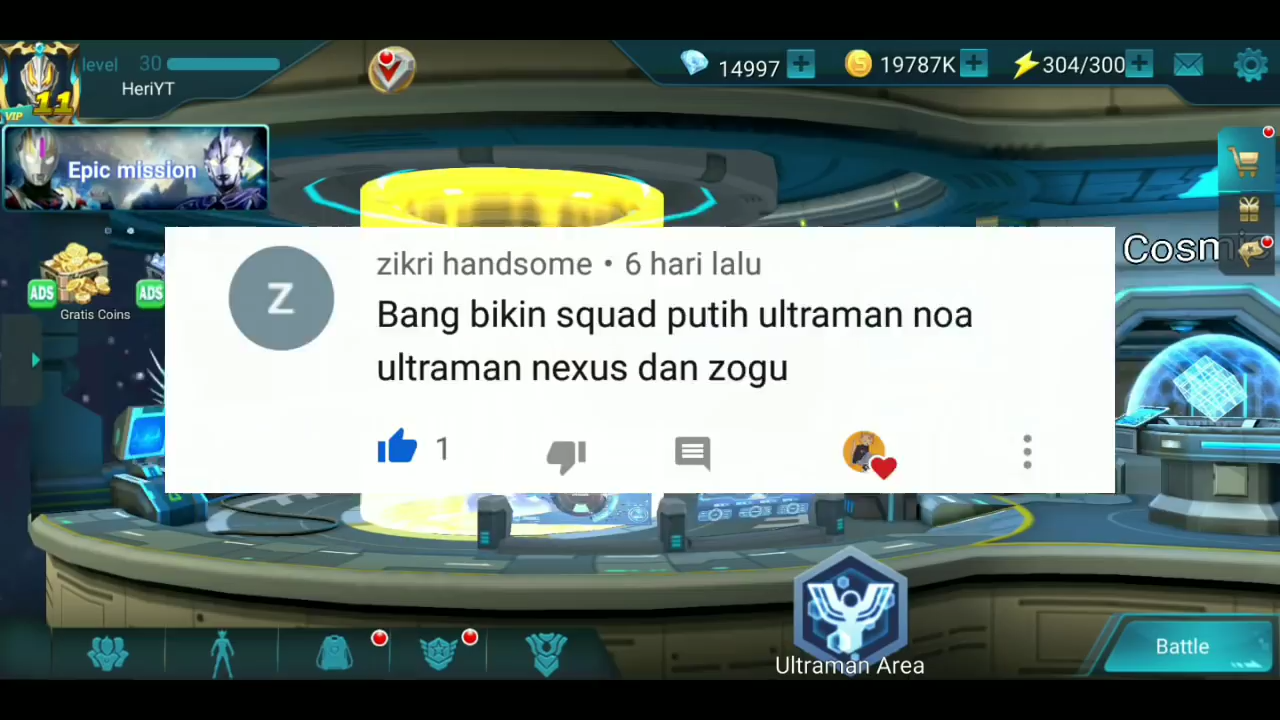 level 30
HeriYT
VIP 11
14997
19787K
304/300
Epic mission
ADS
ADS
Gratis Coins
Cosmic
Z
zikri handsome • 6 hari lalu
Bang bikin squad putih ultraman noa
ultraman nexus dan zogu
1
Ultraman Area
Battle